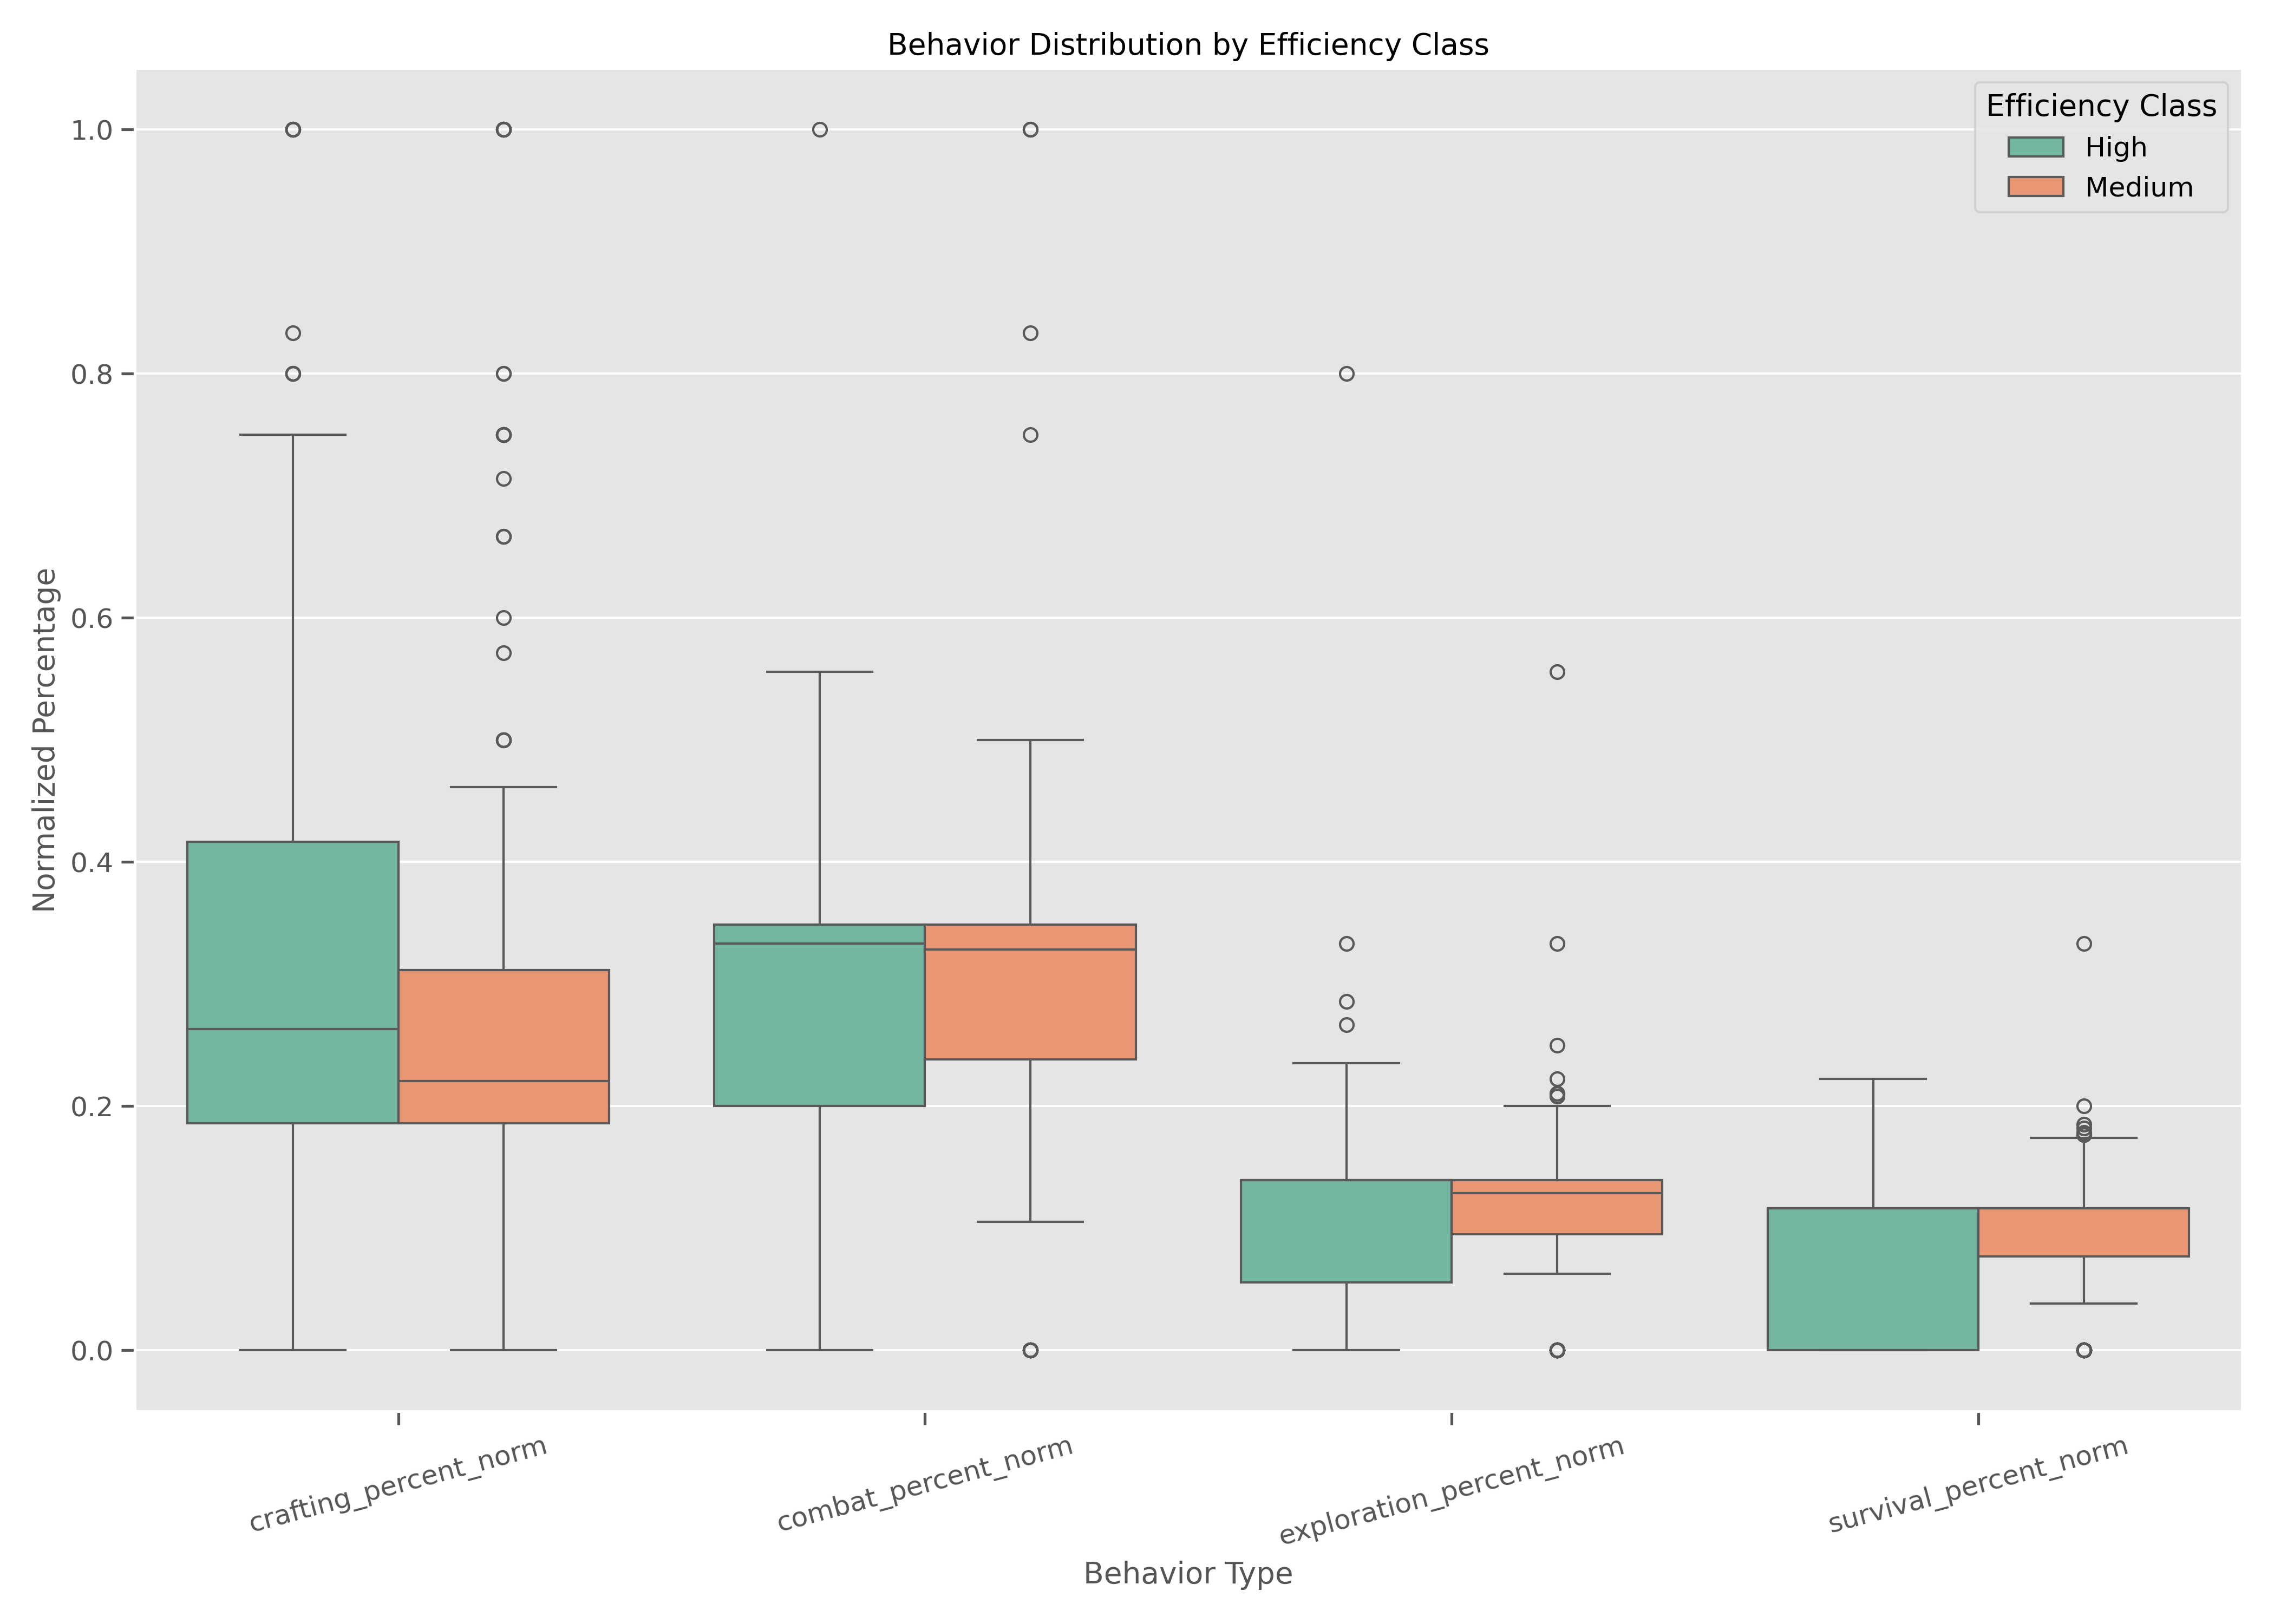 Behavior Distribution by Efficiency Class
Efficiency Class
High
Medium
Normalized Percentage
1.0
0.8
0.6
0.4
0.2
0.0
crafting_percent_norm
combat_percent_norm
exploration_percent_norm
survival_percent_norm
Behavior Type